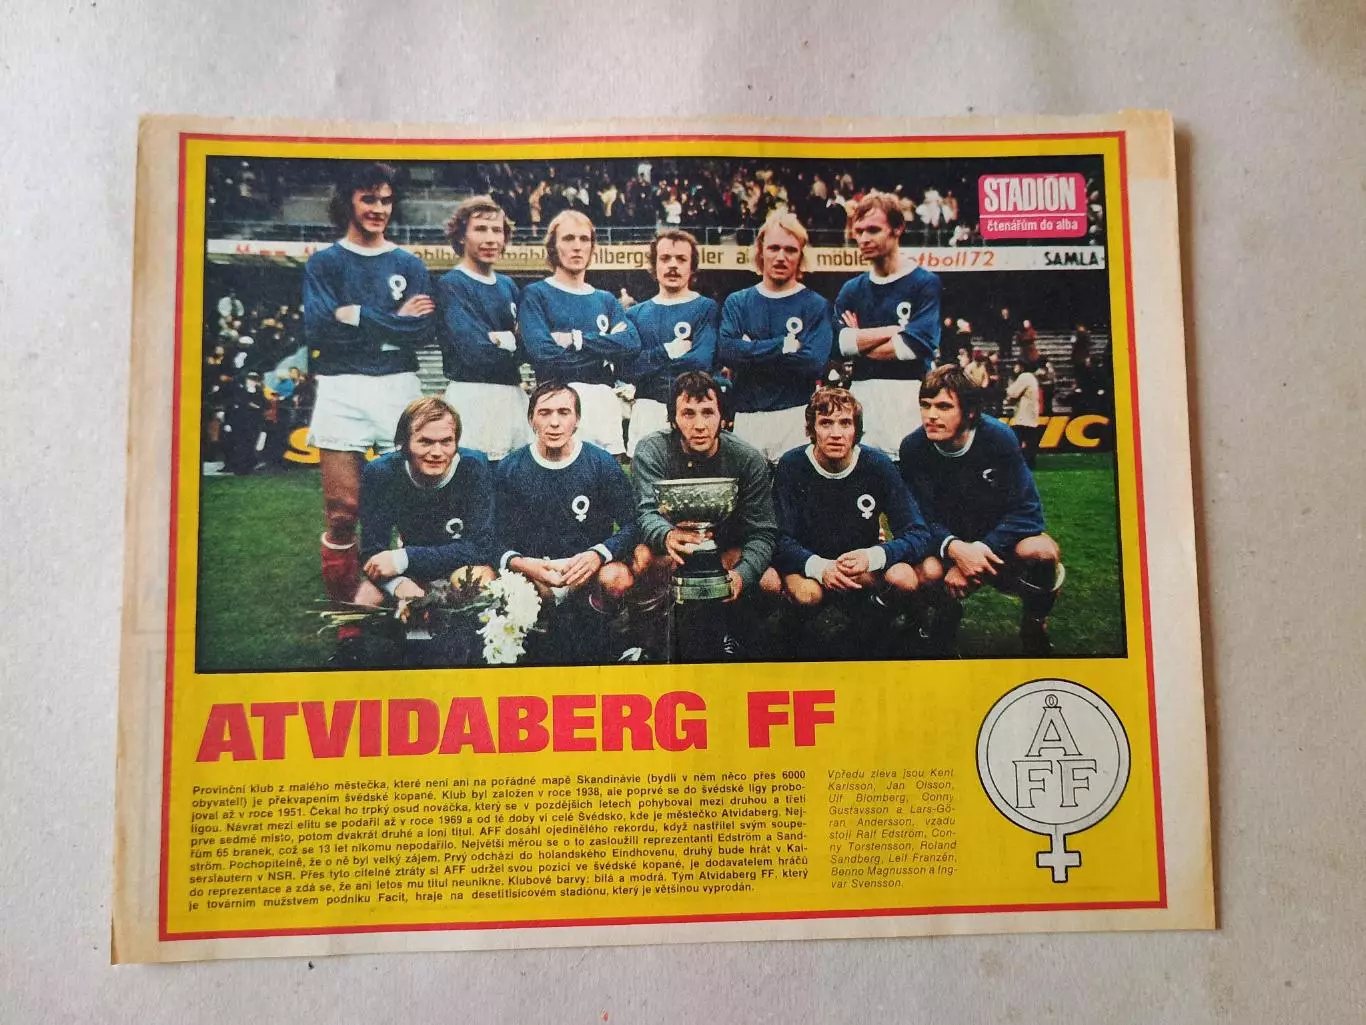 STADIÓN
čtenářům do alba
möbler
hlbergs
ler
möbler
Fotboll72
SAMLA
TIC
ATVIDABERG FF
Provinční klub z malého městečka, které není ani na pořádné mapě Skandinávie (bydlí v něm něco přes 6000
obyvatel!) je překvapením švédské kopané. Klub byl založen v roce 1938, ale poprvé se do švédské ligy probo-
joval až v roce 1951. Čekal ho trpký osud nováčka, který se v pozdějších letech pohyboval mezi druhou a třetí
ligou. Návrat mezi elitu se podařil až v roce 1969 a od té doby ví celé Švédsko, kde je městečko Atvidaberg. Nej-
prve sedmé místo, potom dvakrát druhé a loni titul. AFF dosáhl ojedinělého rekordu, když nastřílel svým soupe-
řům 65 branek, což se 13 let nikomu nepodařilo. Největší měrou se o to zasloužili reprezentanti Edström a Sand-
ström. Pochopitelně, že o ně byl velký zájem. Prvý odchází do holandského Eindhovenu, druhý bude hrát v Kai-
serslautern v NSR. Přes tyto citelné ztráty si AFF udržel svou pozici ve švédské kopané, je dodavatelem hráčů
do reprezentace a zdá se, že ani letos mu titul neunikne. Klubové barvy: bílá a modrá. Tým Atvidaberg FF, který
je továrním mužstvem podniku Facit, hraje na desetitisícovém stadiónu, který je většinou vyprodán.
Vpředu zleva jsou Kent
Karlsson, Jan Olsson,
Ulf Blomberg, Conny
Gustavsson a Lars-Gö-
ran Andersson, vzadu
stojí Ralf Edström, Con-
ny Torstensson, Roland
Sandberg, Leif Franzén,
Benno Magnusson a Ing-
var Svensson.
Å
FF